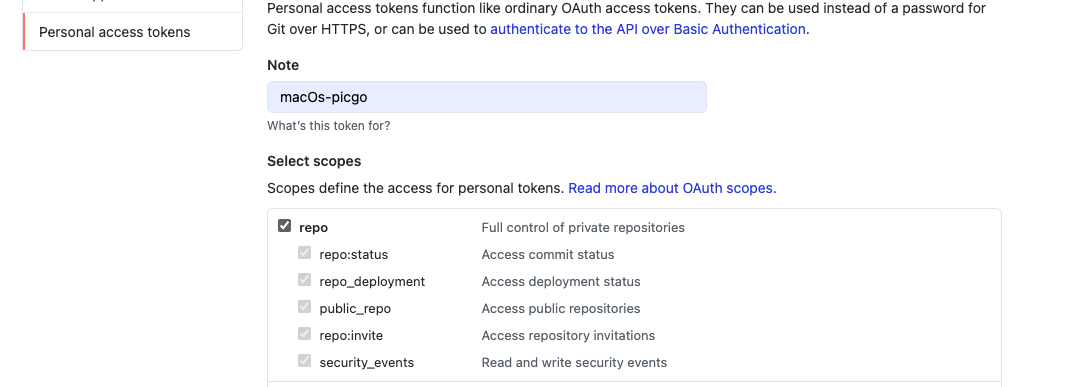 Personal access tokens
Personal access tokens function like ordinary OAuth access tokens. They can be used instead of a password for
Git over HTTPS, or can be used to authenticate to the API over Basic Authentication.
Note
macOs-picgo
What's this token for?
Select scopes
Scopes define the access for personal tokens. Read more about OAuth scopes.
repo Full control of private repositories
repo:status Access commit status
repo_deployment Access deployment status
public_repo Access public repositories
repo:invite Access repository invitations
security_events Read and write security events